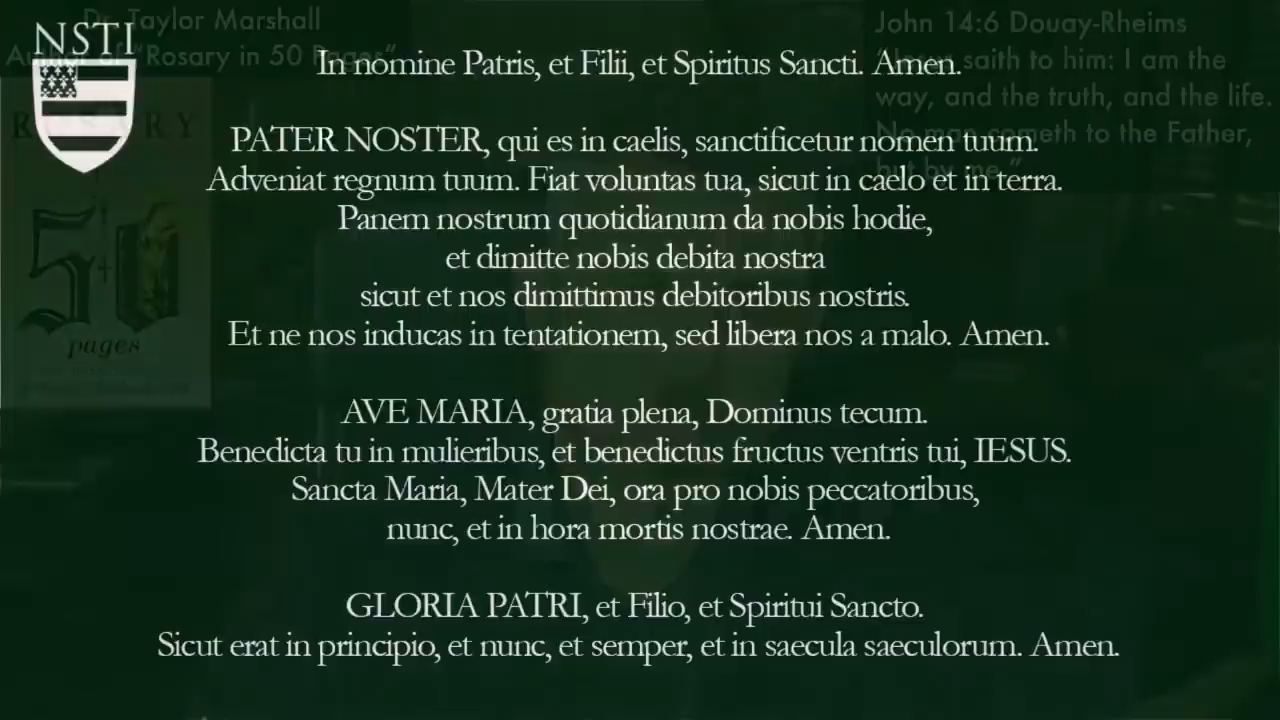 NSTI
Dr. Taylor Marshall
Author of "Rosary in 50 Pages"
ROSARY
50
pages
John 14:6 Douay-Rheims
"Jesus saith to him: I am the
way, and the truth, and the life.
No man cometh to the Father,
but by me."
In nomine Patris, et Filii, et Spiritus Sancti. Amen.
PATER NOSTER, qui es in caelis, sanctificetur nomen tuum.
Adveniat regnum tuum. Fiat voluntas tua, sicut in caelo et in terra.
Panem nostrum quotidianum da nobis hodie,
et dimitte nobis debita nostra
sicut et nos dimittimus debitoribus nostris.
Et ne nos inducas in tentationem, sed libera nos a malo. Amen.
AVE MARIA, gratia plena, Dominus tecum.
Benedicta tu in mulieribus, et benedictus fructus ventris tui, IESUS.
Sancta Maria, Mater Dei, ora pro nobis peccatoribus,
nunc, et in hora mortis nostrae. Amen.
GLORIA PATRI, et Filio, et Spiritui Sancto.
Sicut erat in principio, et nunc, et semper, et in saecula saeculorum. Amen.